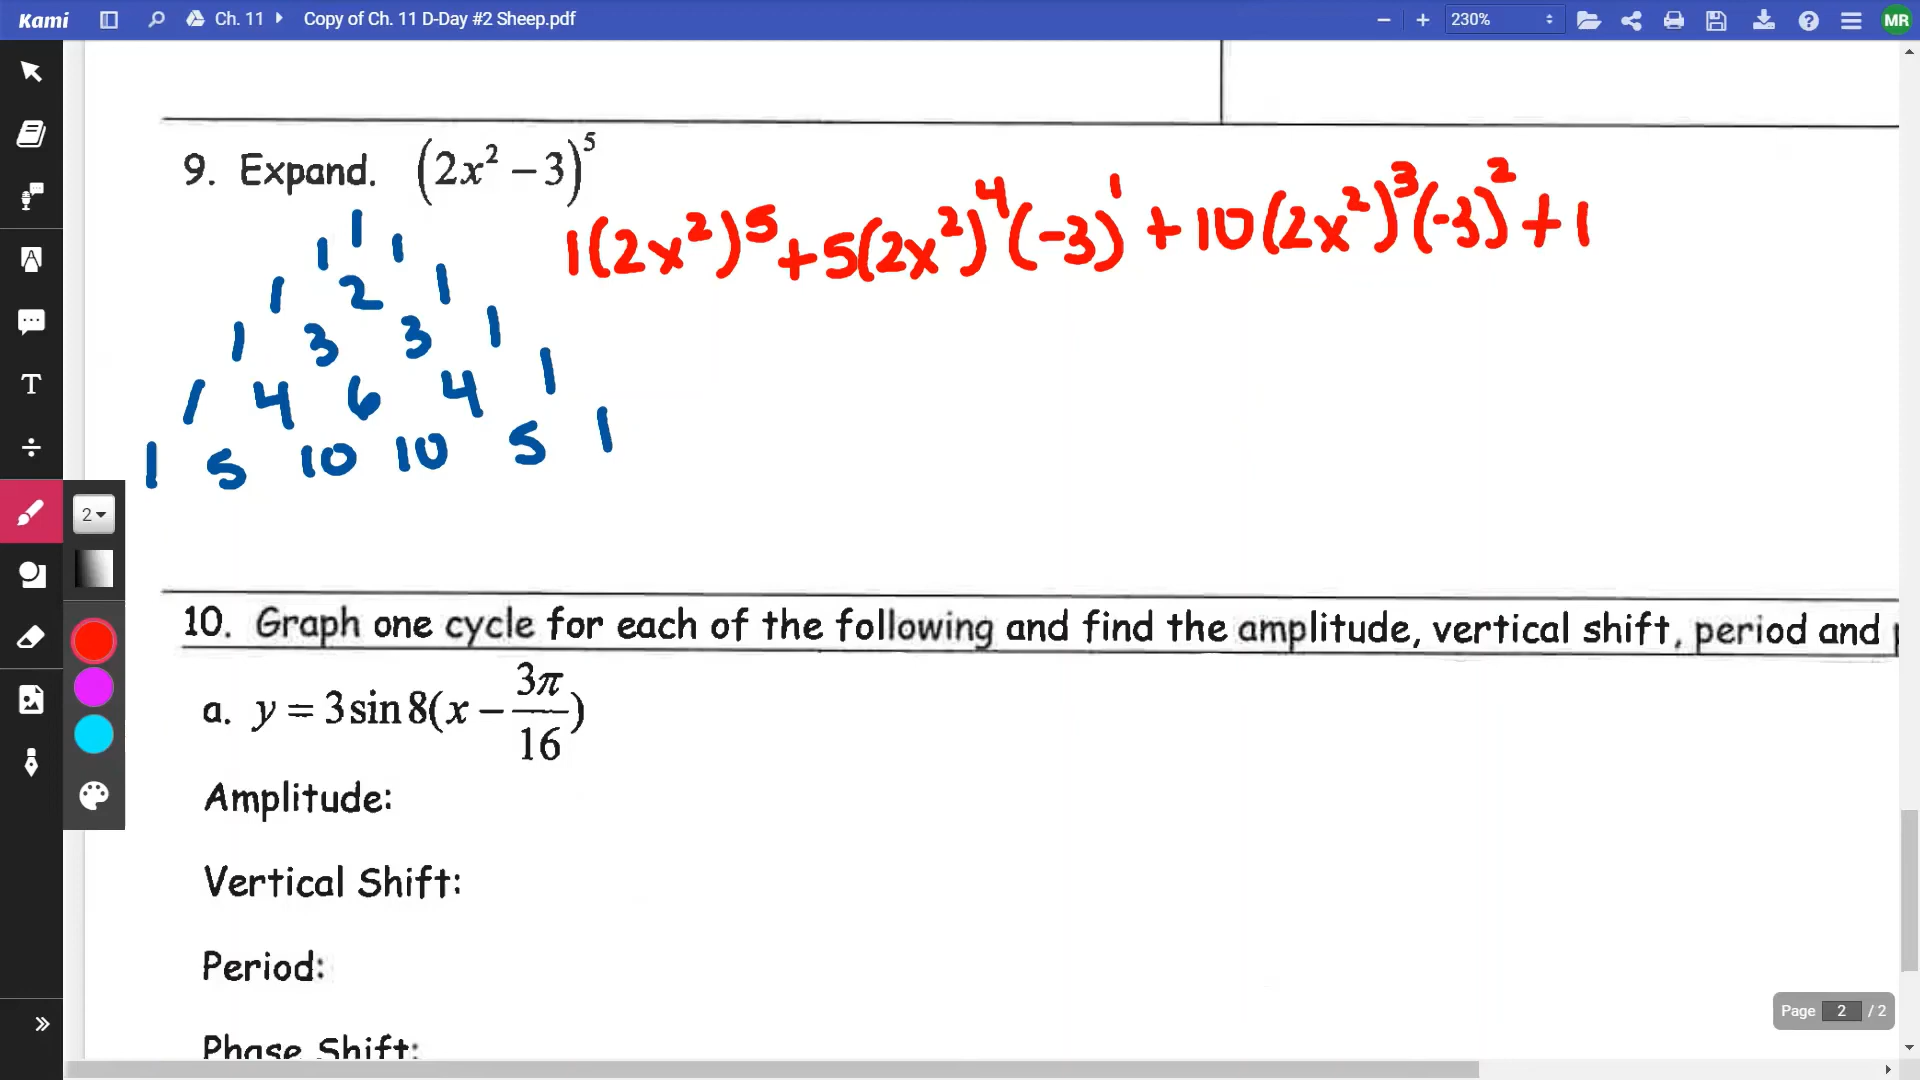 Kami Ch. 11 Copy of Ch. 11 D-Day #2 Sheep.pdf 230% MR
9. Expand. (2x² − 3)⁵
1(2x²)⁵ + 5(2x²)⁴(-3)¹ + 10(2x²)³(-3)² + 1
1
1 1
1 2 1
1 3 3 1
1 4 6 4 1
1 5 10 10 5 1
2
10. Graph one cycle for each of the following and find the amplitude, vertical shift, period and
a. y = 3 sin 8(x − 3π/16)
Amplitude:
Vertical Shift:
Period:
Phase Shift:
Page 2 / 2